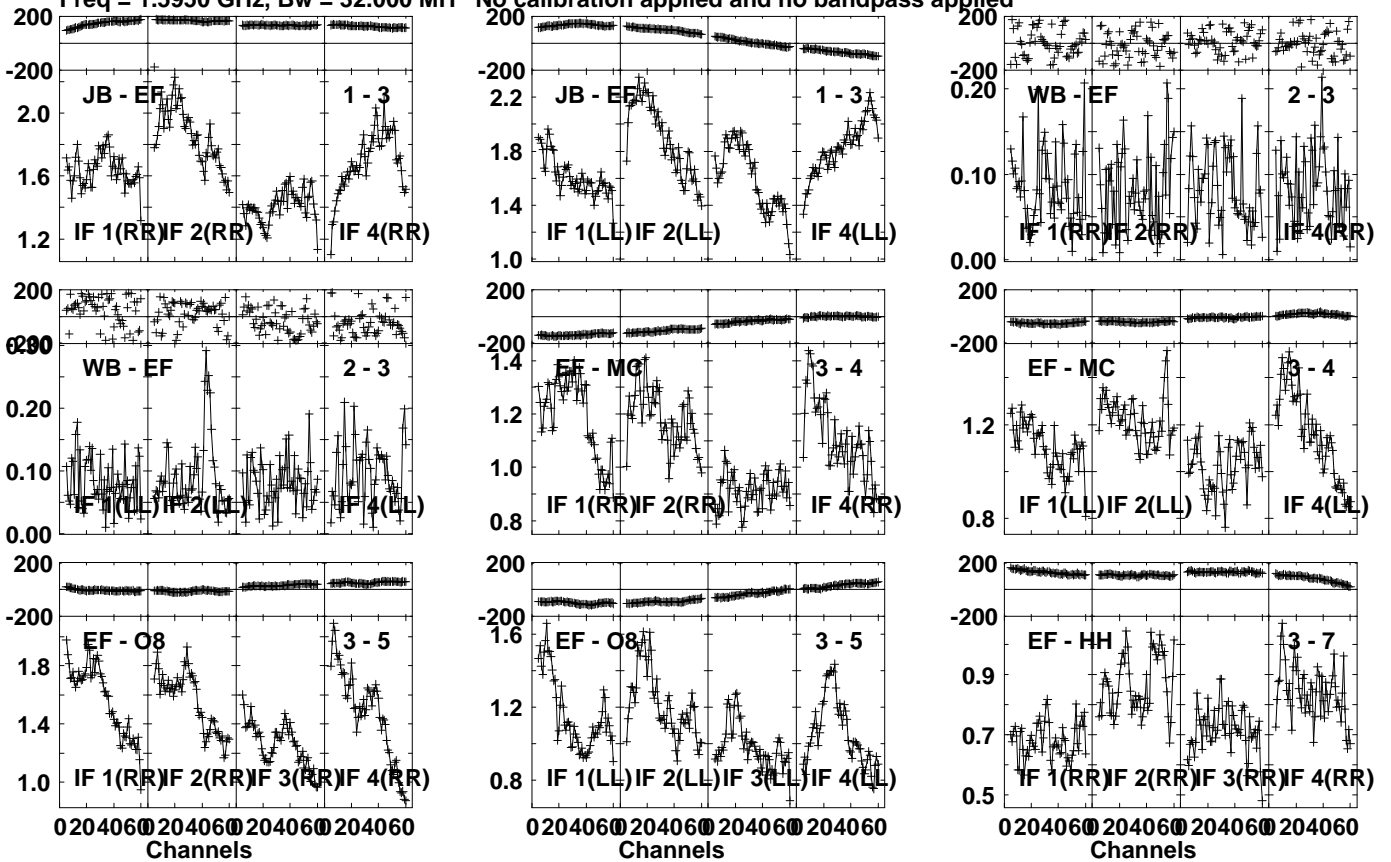 Freq = 1.5950 GHz, Bw = 32.000 MH No calibration applied and no bandpass applied
200
-200
JB - EF 1 - 3
2.0
1.6
1.2
IF 1(RR) IF 2(RR) IF 4(RR)
200
-200
JB - EF 1 - 3
2.2
1.8
1.4
1.0
IF 1(LL) IF 2(LL) IF 4(LL)
200
-200
0.20
WB - EF 2 - 3
0.10
0.00
IF 1(RR) IF 2(RR) IF 4(RR)
200
-200
0.30
WB - EF 2 - 3
0.20
0.10
0.00
IF 1(LL) IF 2(LL) IF 4(LL)
200
-200
1.4
EF - MC 3 - 4
1.2
1.0
0.8
IF 1(RR) IF 2(RR) IF 4(RR)
200
-200
EF - MC 3 - 4
1.2
0.8
IF 1(LL) IF 2(LL) IF 4(LL)
200
-200
EF - O8 3 - 5
1.8
1.4
1.0
IF 1(RR) IF 2(RR) IF 3(RR) IF 4(RR)
0 20 40 60 0 20 40 60 0 20 40 60 0 20 40 60
Channels
200
-200
1.6
EF - O8 3 - 5
1.2
0.8
IF 1(LL) IF 2(LL) IF 3(LL) IF 4(LL)
0 20 40 60 0 20 40 60 0 20 40 60 0 20 40 60
Channels
200
-200
EF - HH 3 - 7
0.9
0.7
0.5
IF 1(RR) IF 2(RR) IF 3(RR) IF 4(RR)
0 20 40 60 0 20 40 60 0 20 40 60 0 20 40 60
Channels